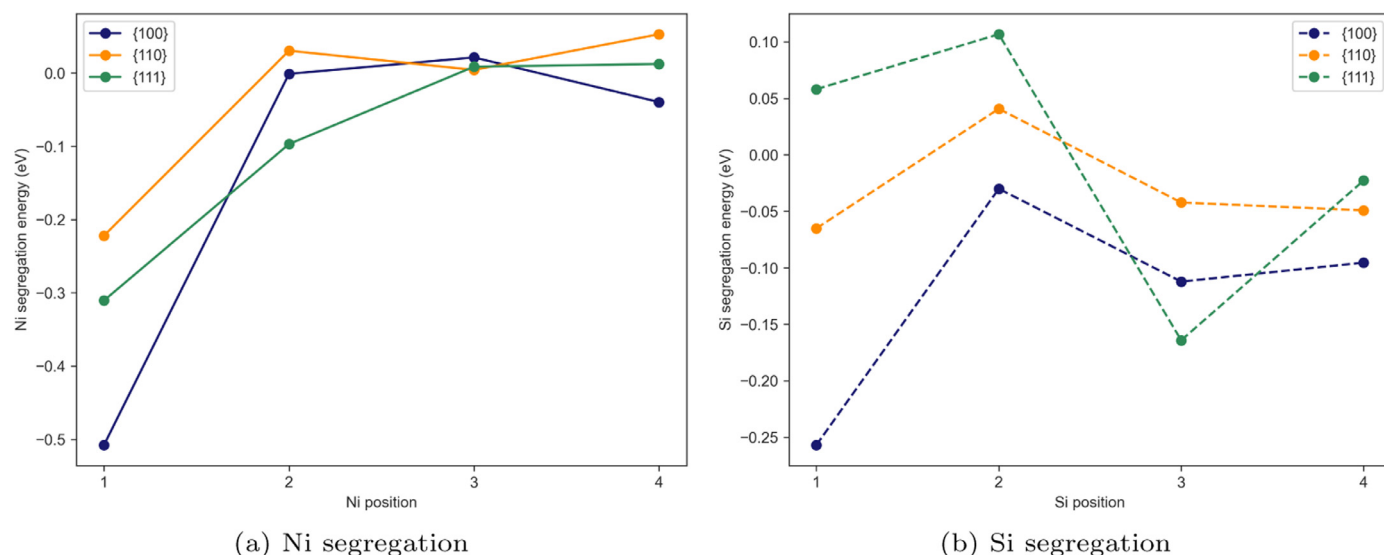 {100}
{110}
{111}
0.0
−0.1
−0.2
−0.3
−0.4
−0.5
Ni segregation energy (eV)
1 2 3 4
Ni position
(a) Ni segregation
{100}
{110}
{111}
0.10
0.05
0.00
−0.05
−0.10
−0.15
−0.20
−0.25
Si segregation energy (eV)
1 2 3 4
Si position
(b) Si segregation